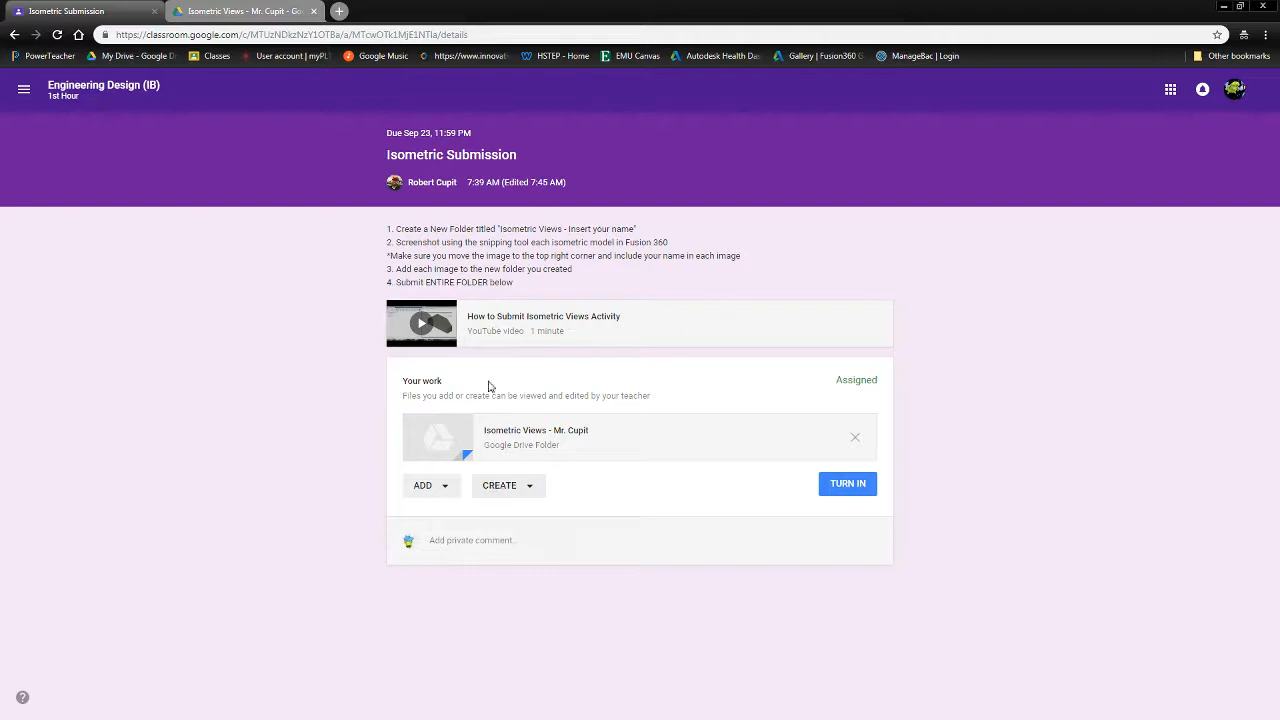 Isometric Submission
Isometric Views - Mr. Cupit - Goo
https://classroom.google.com/c/MTUzNDkzNzY1OTBa/a/MTcwOTk1MjE1NTla/details
PowerTeacher
My Drive - Google Dr
Classes
User account | myPL
Google Music
https://www.innovat
HSTEP - Home
EMU Canvas
Autodesk Health Das
Gallery | Fusion360 G
ManageBac | Login
Other bookmarks
Engineering Design (IB)
1st Hour
Due Sep 23, 11:59 PM
Isometric Submission
Robert Cupit 7:39 AM (Edited 7:45 AM)
1. Create a New Folder titled "Isometric Views - Insert your name"
2. Screenshot using the snipping tool each isometric model in Fusion 360
*Make sure you move the image to the top right corner and include your name in each image
3. Add each image to the new folder you created
4. Submit ENTIRE FOLDER below
How to Submit Isometric Views Activity
YouTube video 1 minute
Your work
Assigned
Files you add or create can be viewed and edited by your teacher
Isometric Views - Mr. Cupit
Google Drive Folder
ADD
CREATE
TURN IN
Add private comment...